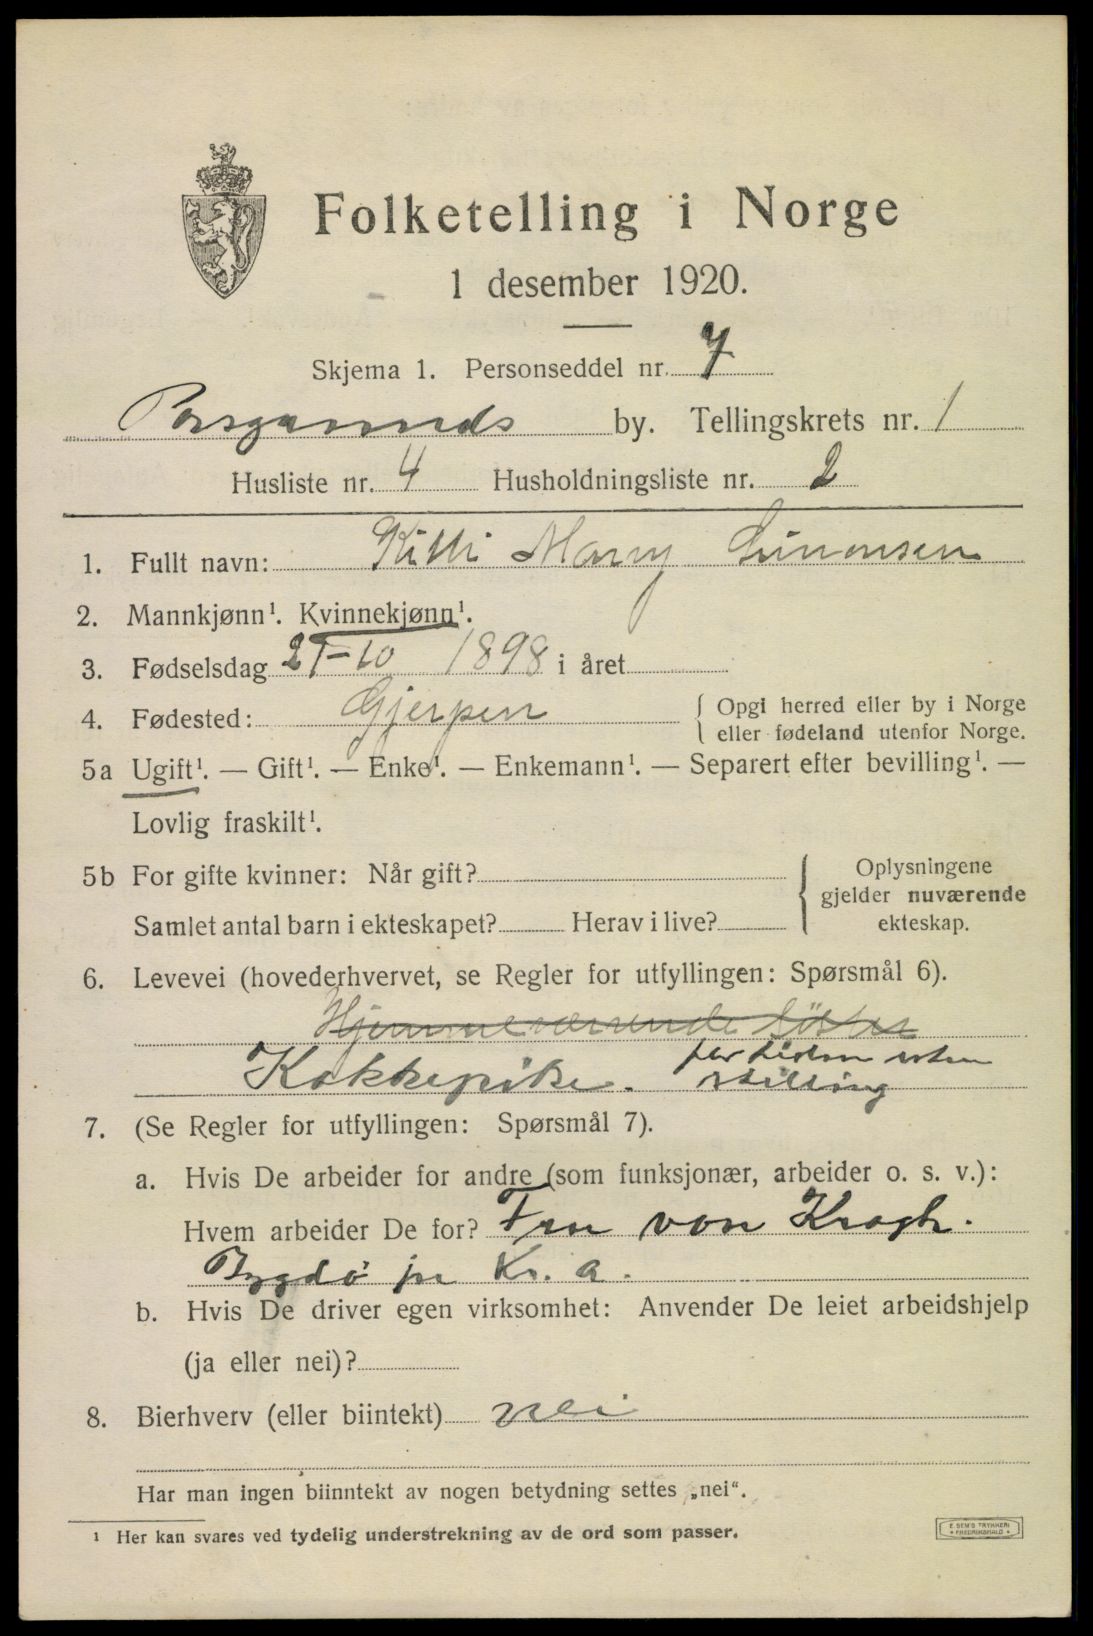 Folketelling i Norge
1 desember 1920.
Skjema 1. Personseddel nr. 7
Porsgrunds by. Tellingskrets nr. 1
Husliste nr. 4 Husholdningsliste nr. 2
1. Fullt navn: Kitti Marry Simonsen
2. Mannkjønn¹. Kvinnekjønn¹.
3. Fødselsdag 27-10 1898 i året
4. Fødested: Gjerpen { Opgi herred eller by i Norge
eller fødeland utenfor Norge.
5a Ugift¹. — Gift¹. — Enke¹. — Enkemann¹. — Separert efter bevilling¹. —
Lovlig fraskilt¹.
5b For gifte kvinner: Når gift? { Oplysningene
gjelder nuværende
Samlet antal barn i ekteskapet? Herav i live? ekteskap.
6. Levevei (hovederhvervet, se Regler for utfyllingen: Spørsmål 6).
Hjemmeværende söster
Kokkepike. for tiden uten
stilling
7. (Se Regler for utfyllingen: Spørsmål 7).
a. Hvis De arbeider for andre (som funksjonær, arbeider o. s. v.):
Hvem arbeider De for? Fru von Krogh.
Bygdö pr Kr. a.
b. Hvis De driver egen virksomhet: Anvender De leiet arbeidshjelp
(ja eller nei)?
8. Bierhverv (eller biintekt) nei
Har man ingen biinntekt av nogen betydning settes „nei".
¹ Her kan svares ved tydelig understrekning av de ord som passer.
E. SEM'S TRYKKERI
• FREDRIKSHALD •